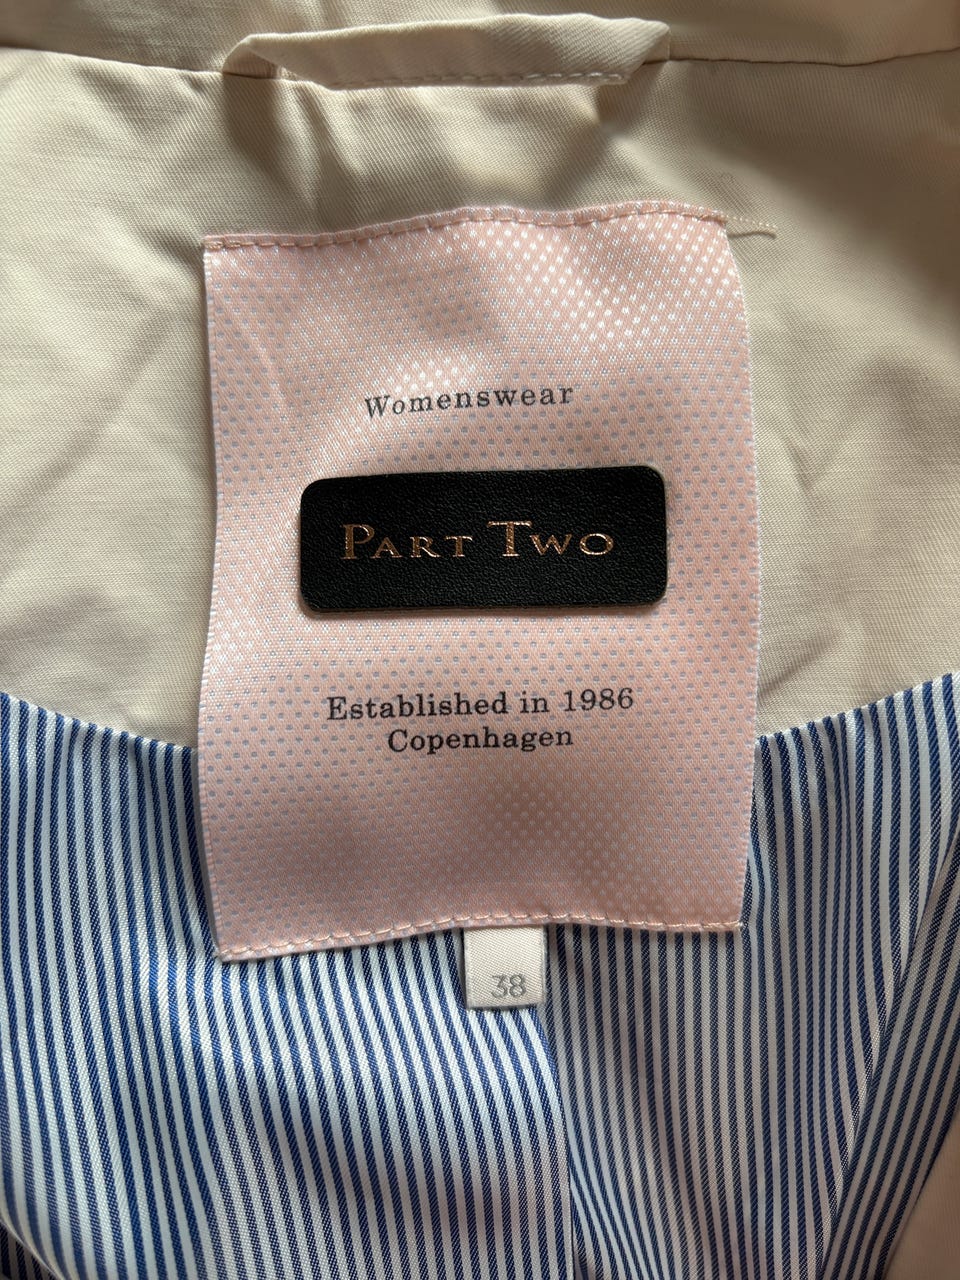 Womenswear
PART TWO
Established in 1986
Copenhagen
38